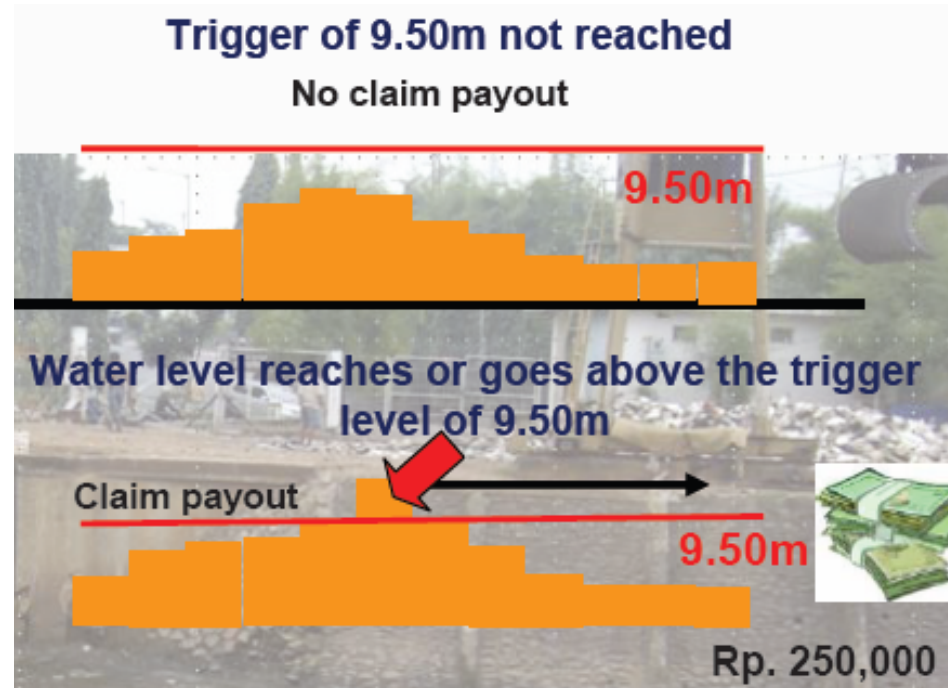 Trigger of 9.50m not reached
No claim payout
9.50m
Water level reaches or goes above the trigger
level of 9.50m
Claim payout
9.50m
Rp. 250,000